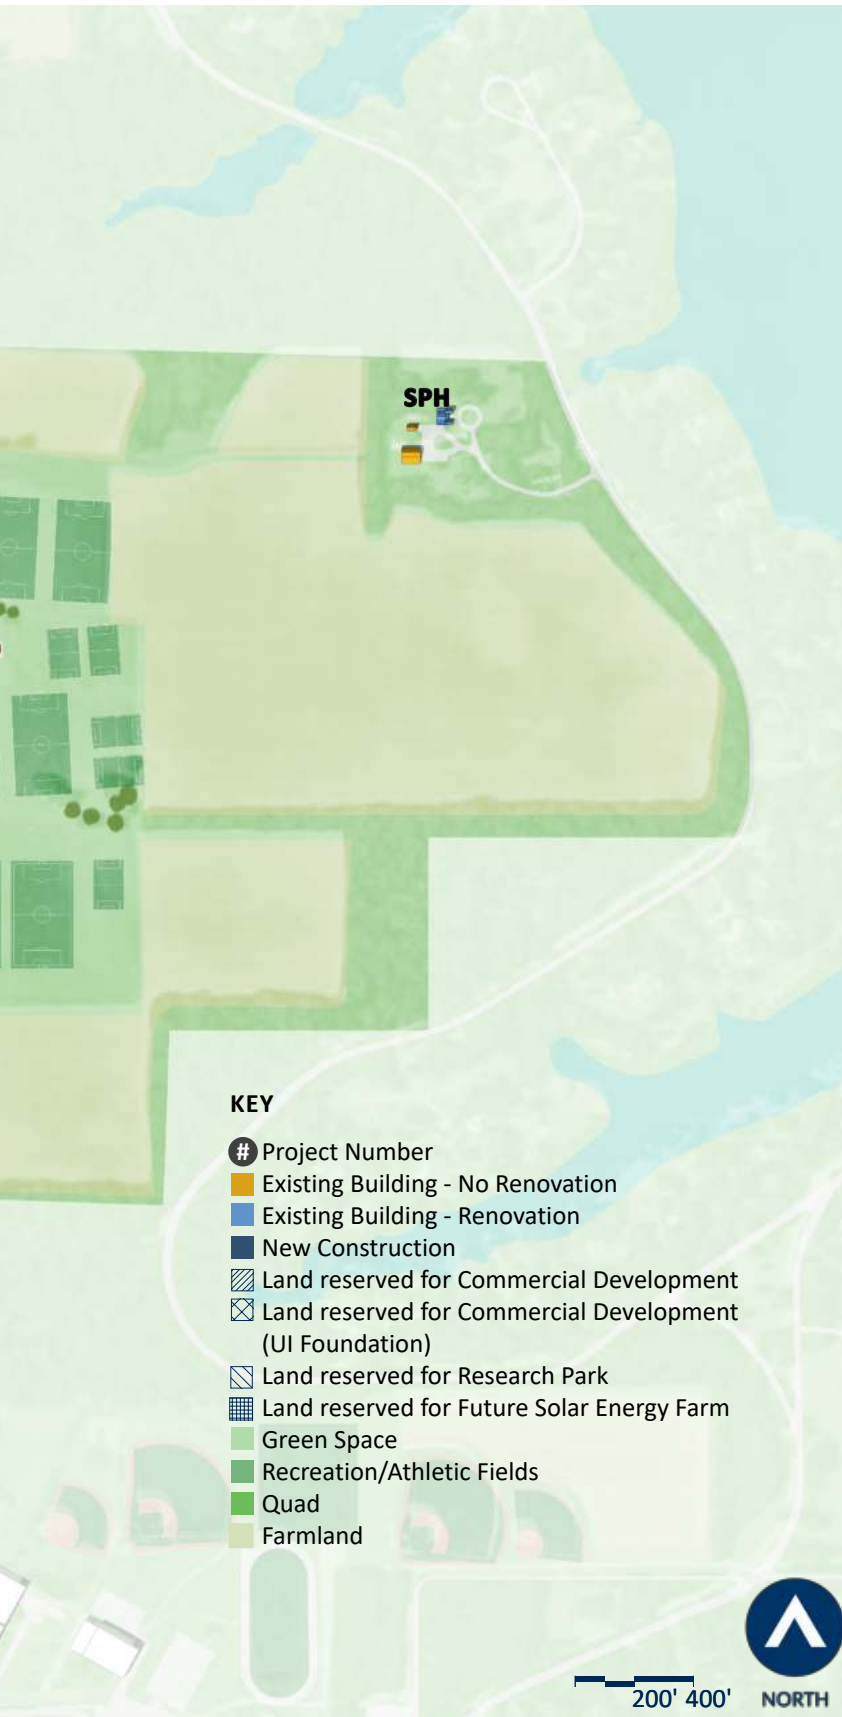 SPH
KEY
# Project Number
Existing Building - No Renovation
Existing Building - Renovation
New Construction
Land reserved for Commercial Development
Land reserved for Commercial Development
(UI Foundation)
Land reserved for Research Park
Land reserved for Future Solar Energy Farm
Green Space
Recreation/Athletic Fields
Quad
Farmland
200' 400'
NORTH